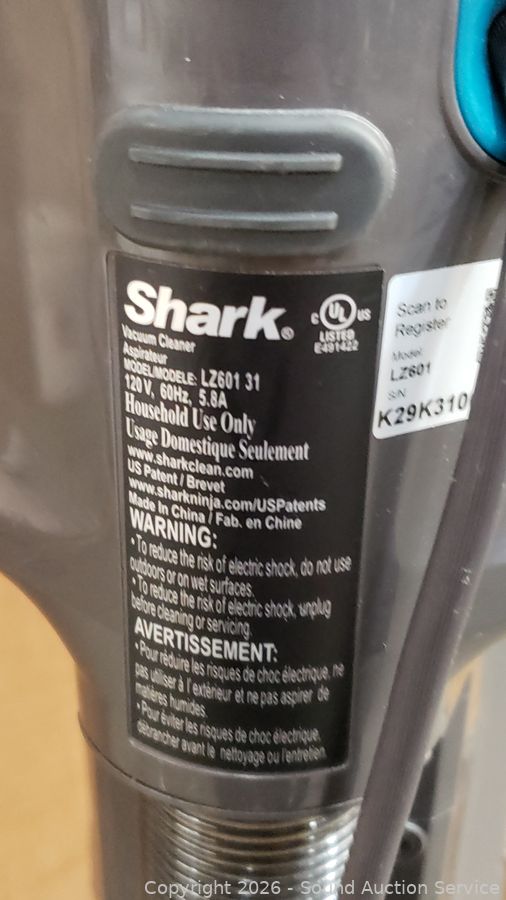 Shark®
C UL US
LISTED
E491422
Vacuum Cleaner
Aspirateur
MODEL/MODELE: LZ601 31
120 V, 60Hz, 5.8A
Household Use Only
Usage Domestique Seulement
www.sharkclean.com
US Patent / Brevet
www.sharkninja.com/USPatents
Made in China / Fab. en Chine
WARNING:
• To reduce the risk of electric shock, do not use
outdoors or on wet surfaces.
• To reduce the risk of electric shock, unplug
before cleaning or servicing.
AVERTISSEMENT:
• Pour réduire les risques de choc électrique, ne
pas utiliser à l'extérieur et ne pas aspirer de
matières humides.
• Pour éviter les risques de choc électrique,
débrancher avant le nettoyage ou l'entretien.
Scan to
Register
Model:
LZ601
S/N:
K29K310
Copyright 2026 - Sound Auction Service